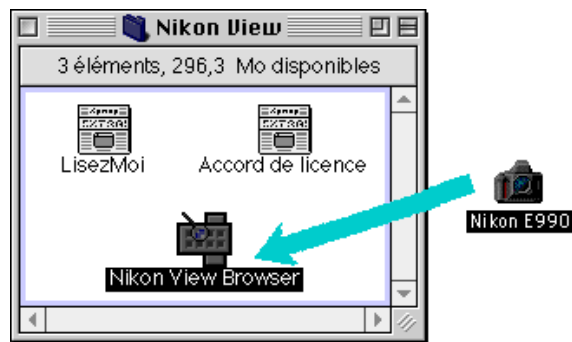 Nikon View
3 éléments, 296,3 Mo disponibles
LisezMoi
Accord de licence
Nikon E990
Nikon View Browser